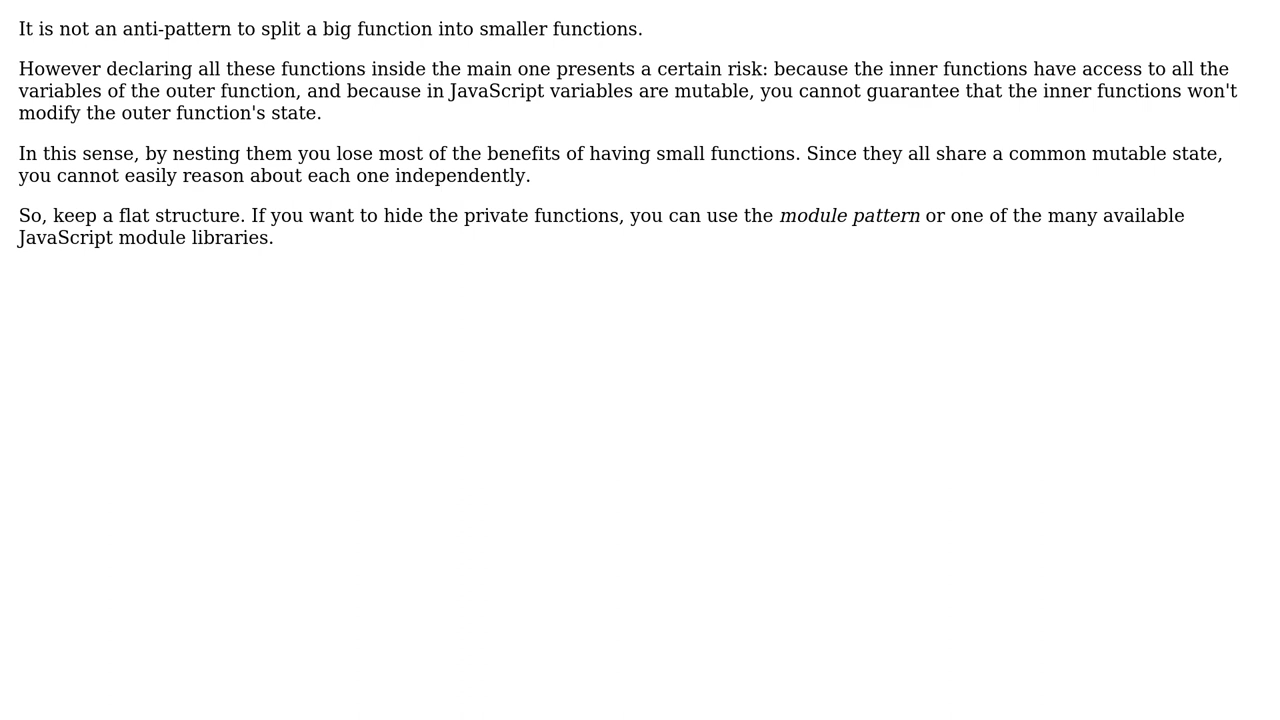 It is not an anti-pattern to split a big function into smaller functions.
However declaring all these functions inside the main one presents a certain risk: because the inner functions have access to all the
variables of the outer function, and because in JavaScript variables are mutable, you cannot guarantee that the inner functions won't
modify the outer function's state.
In this sense, by nesting them you lose most of the benefits of having small functions. Since they all share a common mutable state,
you cannot easily reason about each one independently.
So, keep a flat structure. If you want to hide the private functions, you can use the module pattern or one of the many available
JavaScript module libraries.